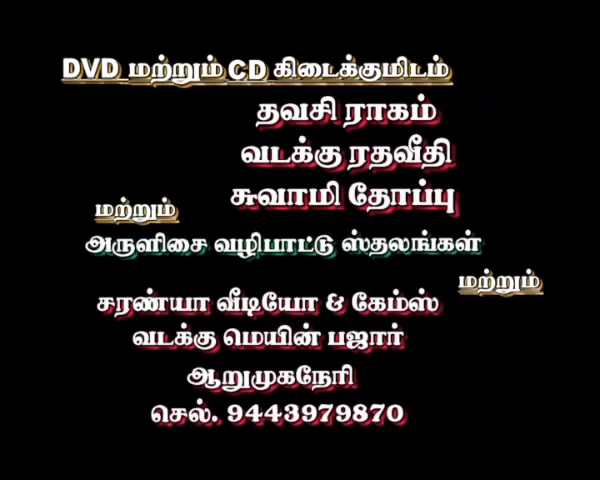 DVD மற்றும் CD கிடைக்குமிடம்
தவசி ராகம்
வடக்கு ரதவீதி
சுவாமி தோப்பு
மற்றும்
அருளிசை வழிபாட்டு ஸ்தலங்கள்
மற்றும்
சரண்யா வீடியோ & கேம்ஸ்
வடக்கு மெயின் பஜார்
ஆறுமுகநேரி
செல். 9443979870